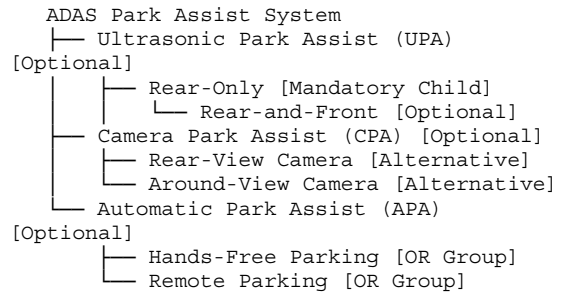 ADAS Park Assist System
├── Ultrasonic Park Assist (UPA)
[Optional]
│   ├── Rear-Only [Mandatory Child]
│   │   └── Rear-and-Front [Optional]
├── Camera Park Assist (CPA) [Optional]
│   ├── Rear-View Camera [Alternative]
│   └── Around-View Camera [Alternative]
└── Automatic Park Assist (APA)
[Optional]
├── Hands-Free Parking [OR Group]
└── Remote Parking [OR Group]